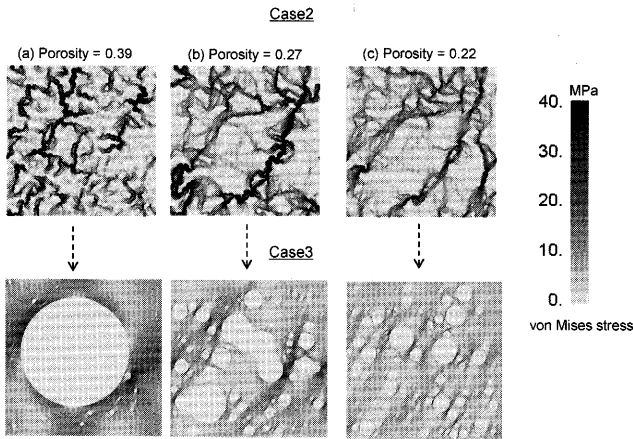 Case2
(a) Porosity = 0.39
(b) Porosity = 0.27
(c) Porosity = 0.22
MPa
40.
30.
20.
10.
0.
von Mises stress
Case3